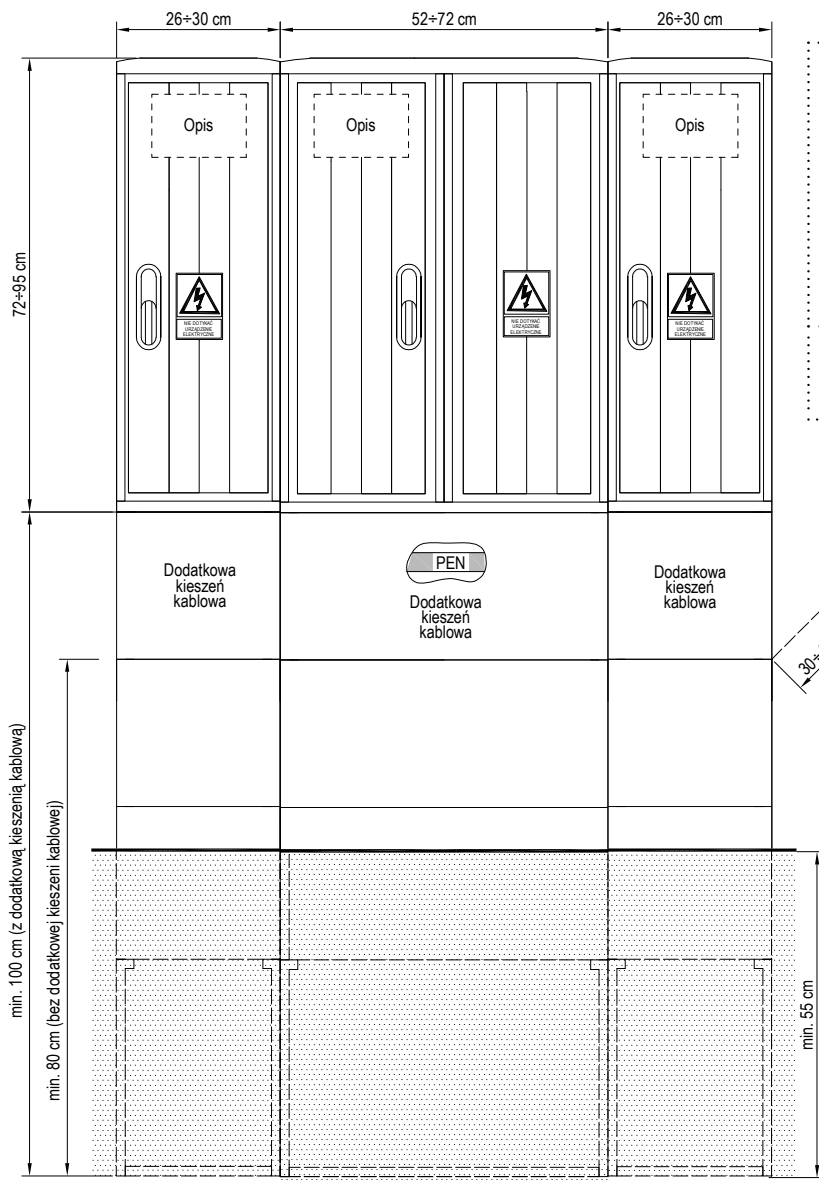 26÷30 cm
52÷72 cm
26÷30 cm
72÷95 cm
Opis
Opis
Opis
NIE DOTYKAĆ
URZĄDZENIE
ELEKTRYCZNE
NIE DOTYKAĆ
URZĄDZENIE
ELEKTRYCZNE
NIE DOTYKAĆ
URZĄDZENIE
ELEKTRYCZNE
Dodatkowa
kieszeń
kablowa
PEN
Dodatkowa
kieszeń
kablowa
Dodatkowa
kieszeń
kablowa
30÷
min. 100 cm (z dodatkową kieszenią kablową)
min. 80 cm (bez dodatkowej kieszeni kablowej))
min. 55 cm